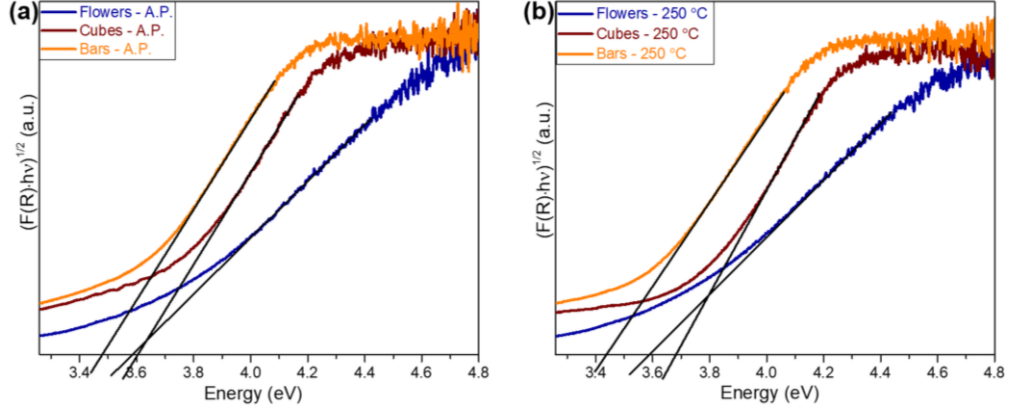 (a)
Flowers - A.P.
Cubes - A.P.
Bars - A.P.
(F(R)·hν)^1/2 (a.u.)
3.4 3.6 3.8 4.0 4.2 4.4 4.6 4.8
Energy (eV)
(b)
Flowers - 250 °C
Cubes - 250 °C
Bars - 250 °C
(F(R)·hν)^1/2 (a.u.)
3.4 3.6 3.8 4.0 4.2 4.4 4.6 4.8
Energy (eV)